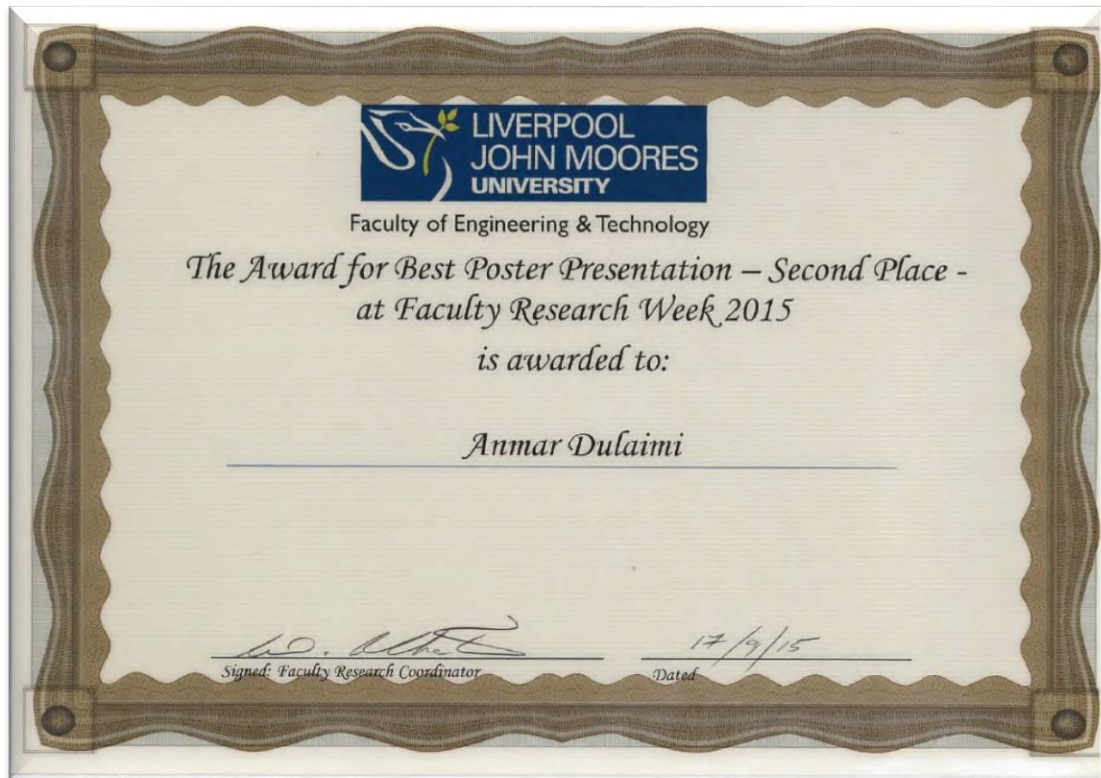 LIVERPOOL
JOHN MOORES
UNIVERSITY
Faculty of Engineering & Technology
The Award for Best Poster Presentation – Second Place -
at Faculty Research Week 2015
is awarded to:
Anmar Dulaimi
17/9/15
Signed: Faculty Research Coordinator
Dated